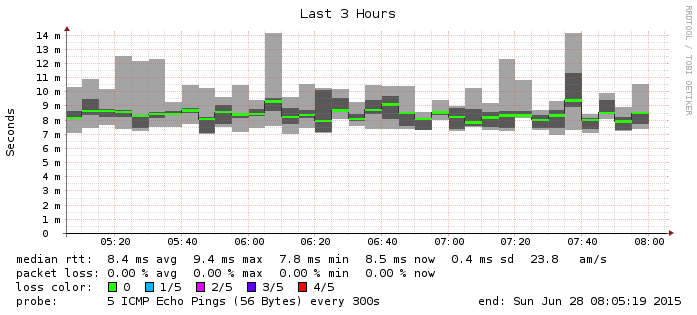 Last 3 Hours
RRDTOOL / TOBI OETIKER
Seconds
14 m
13 m
12 m
11 m
10 m
9 m
8 m
7 m
6 m
5 m
4 m
3 m
2 m
1 m
0
05:20 05:40 06:00 06:20 06:40 07:00 07:20 07:40 08:00
median rtt: 8.4 ms avg 9.4 ms max 7.8 ms min 8.5 ms now 0.4 ms sd 23.8 am/s
packet loss: 0.00 % avg 0.00 % max 0.00 % min 0.00 % now
loss color: 0 1/5 2/5 3/5 4/5
probe: 5 ICMP Echo Pings (56 Bytes) every 300s end: Sun Jun 28 08:05:19 2015